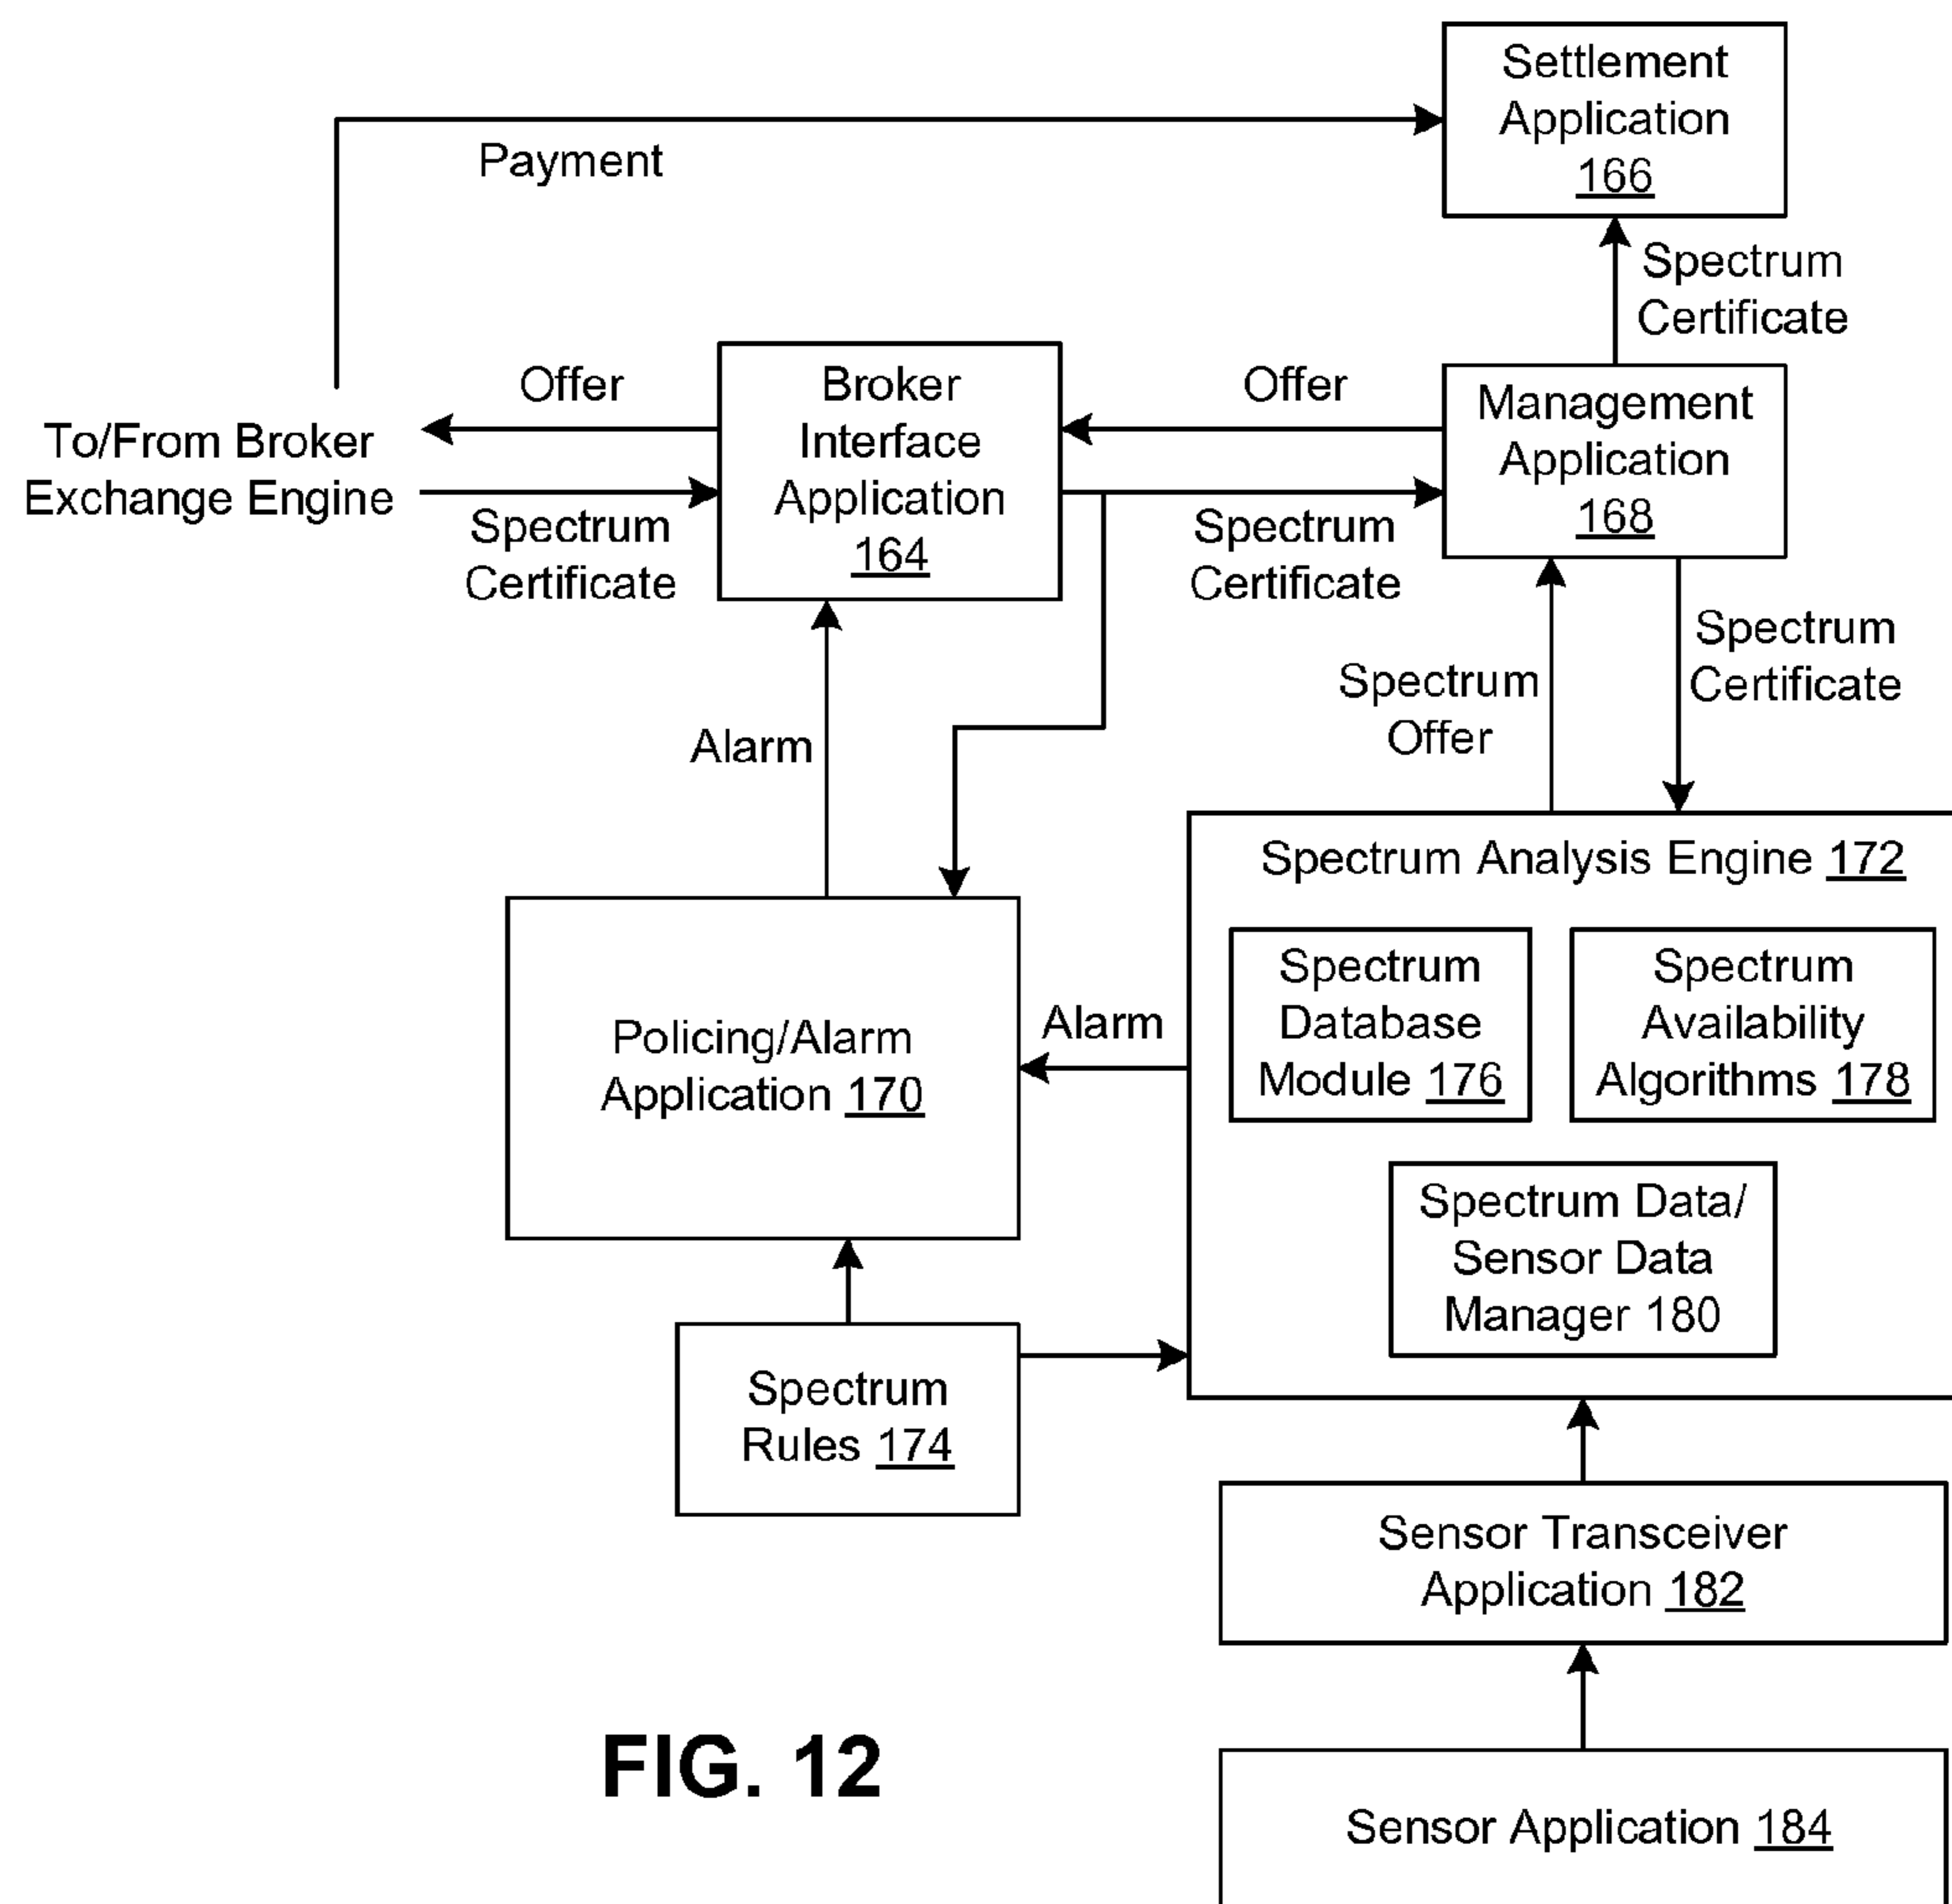 Settlement
Application
166
Payment
Spectrum
Certificate
To/From Broker
Exchange Engine
Offer
Spectrum
Certificate
Broker
Interface
Application
164
Offer
Spectrum
Certificate
Management
Application
168
Alarm
Spectrum
Offer
Spectrum
Certificate
Spectrum Analysis Engine 172
Spectrum
Database
Module 176
Spectrum
Availability
Algorithms 178
Spectrum Data/
Sensor Data
Manager 180
Alarm
Policing/Alarm
Application 170
Spectrum
Rules 174
Sensor Transceiver
Application 182
Sensor Application 184
FIG. 12